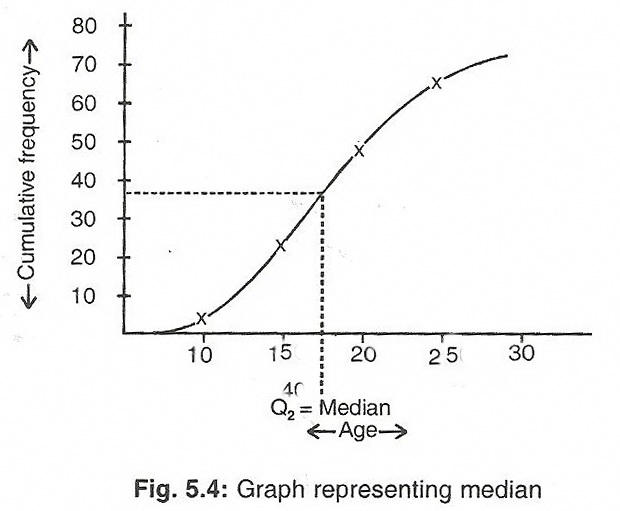 80
70
60
50
40
30
20
10
←Cumulative frequency→
10 15 20 25 30
Q₂ = Median
←Age→
Fig. 5.4: Graph representing median